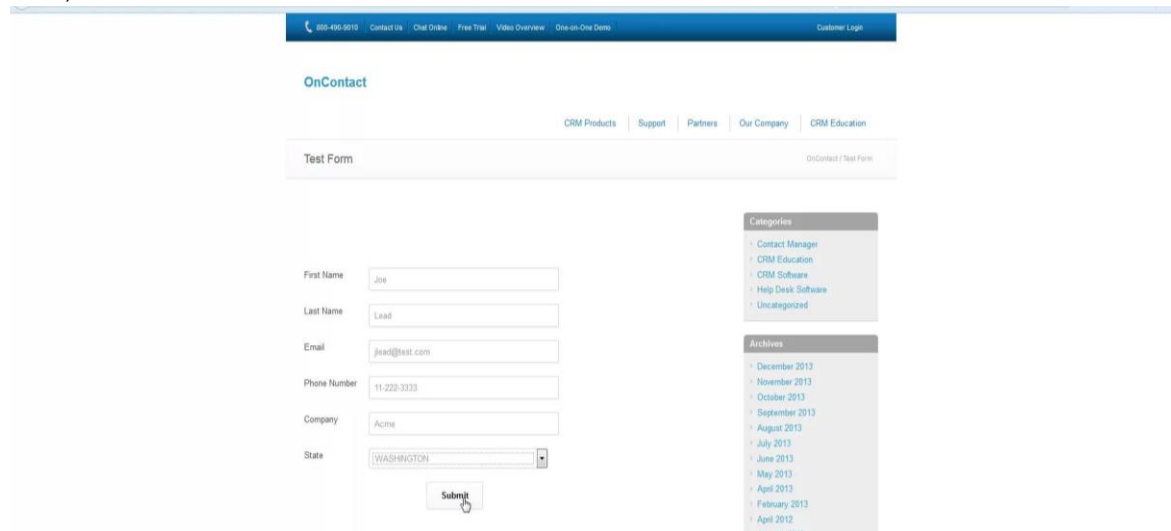 800-496-9015 Contact Us Chat Online Free Trial Video Overview One-on-One Demo Customer Login
OnContact
CRM Products Support Partners Our Company CRM Education
Test Form OnContact / Test Form
Categories
Contact Manager
CRM Education
CRM Software
Help Desk Software
Uncategorized
First Name Joe
Last Name Lead
Email jlead@test.com
Phone Number 11-222-3333
Company Acme
State WASHINGTON
Submit
Archives
December 2013
November 2013
October 2013
September 2013
August 2013
July 2013
June 2013
May 2013
April 2013
February 2013
April 2012